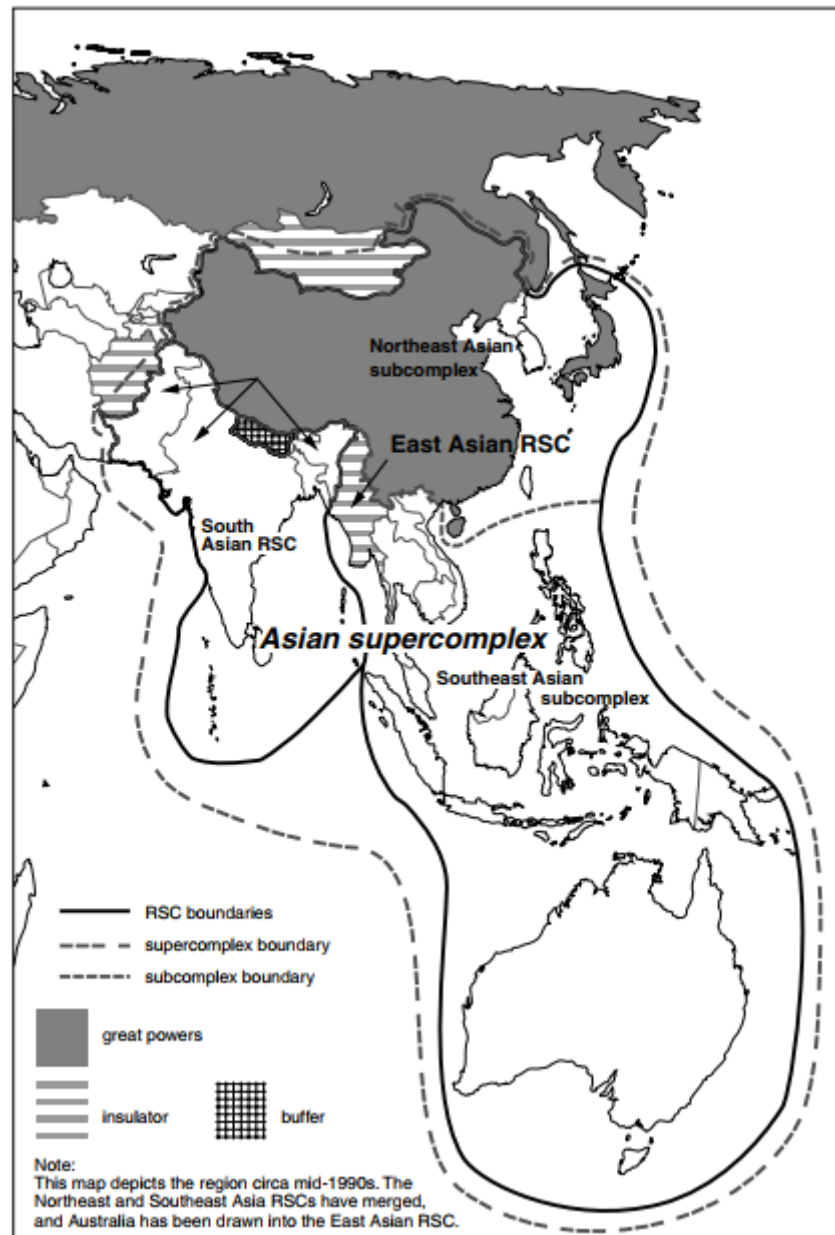 Northeast Asian
subcomplex
East Asian RSC
South
Asian RSC
Asian supercomplex
Southeast Asian
subcomplex
RSC boundaries
supercomplex boundary
subcomplex boundary
great powers
insulator
buffer
Note:
This map depicts the region circa mid-1990s. The
Northeast and Southeast Asia RSCs have merged,
and Australia has been drawn into the East Asian RSC.